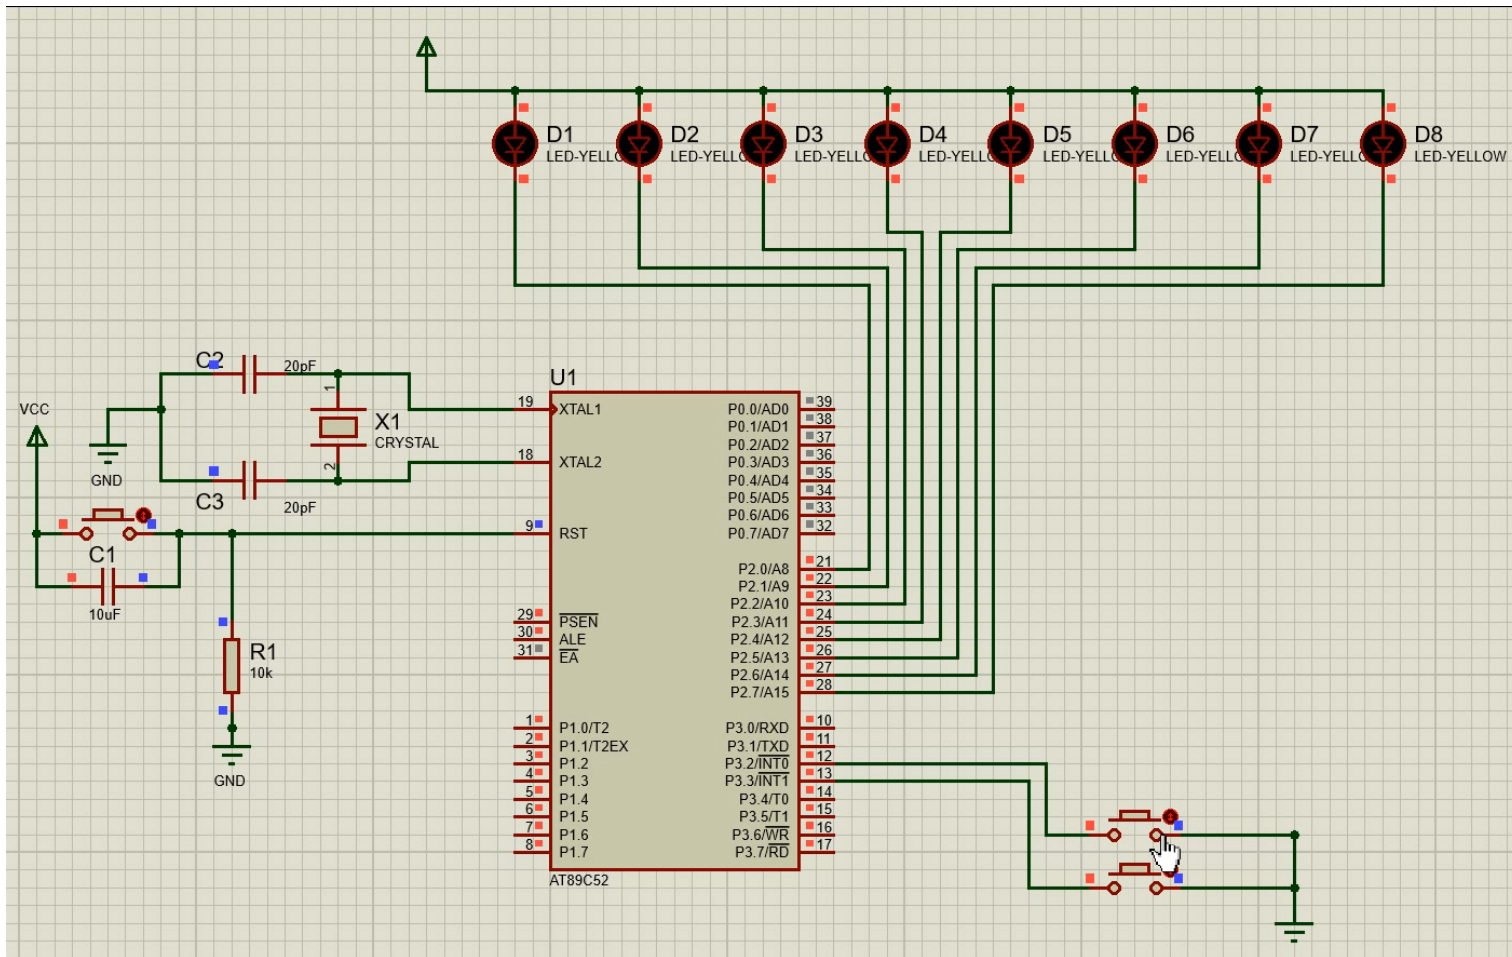 D1
LED-YELLO
D2
LED-YELLO
D3
LED-YELLO
D4
LED-YELLO
D5
LED-YELLO
D6
LED-YELLO
D7
LED-YELLO
D8
LED-YELLOW
C2
20pF
1
X1
CRYSTAL
2
C3
20pF
GND
VCC
C1
10uF
R1
10k
GND
U1
19 XTAL1
18 XTAL2
9 RST
29 PSEN
30 ALE
31 EA
1 P1.0/T2
2 P1.1/T2EX
3 P1.2
4 P1.3
5 P1.4
6 P1.5
7 P1.6
8 P1.7
P0.0/AD0 39
P0.1/AD1 38
P0.2/AD2 37
P0.3/AD3 36
P0.4/AD4 35
P0.5/AD5 34
P0.6/AD6 33
P0.7/AD7 32
P2.0/A8 21
P2.1/A9 22
P2.2/A10 23
P2.3/A11 24
P2.4/A12 25
P2.5/A13 26
P2.6/A14 27
P2.7/A15 28
P3.0/RXD 10
P3.1/TXD 11
P3.2/INT0 12
P3.3/INT1 13
P3.4/T0 14
P3.5/T1 15
P3.6/WR 16
P3.7/RD 17
AT89C52